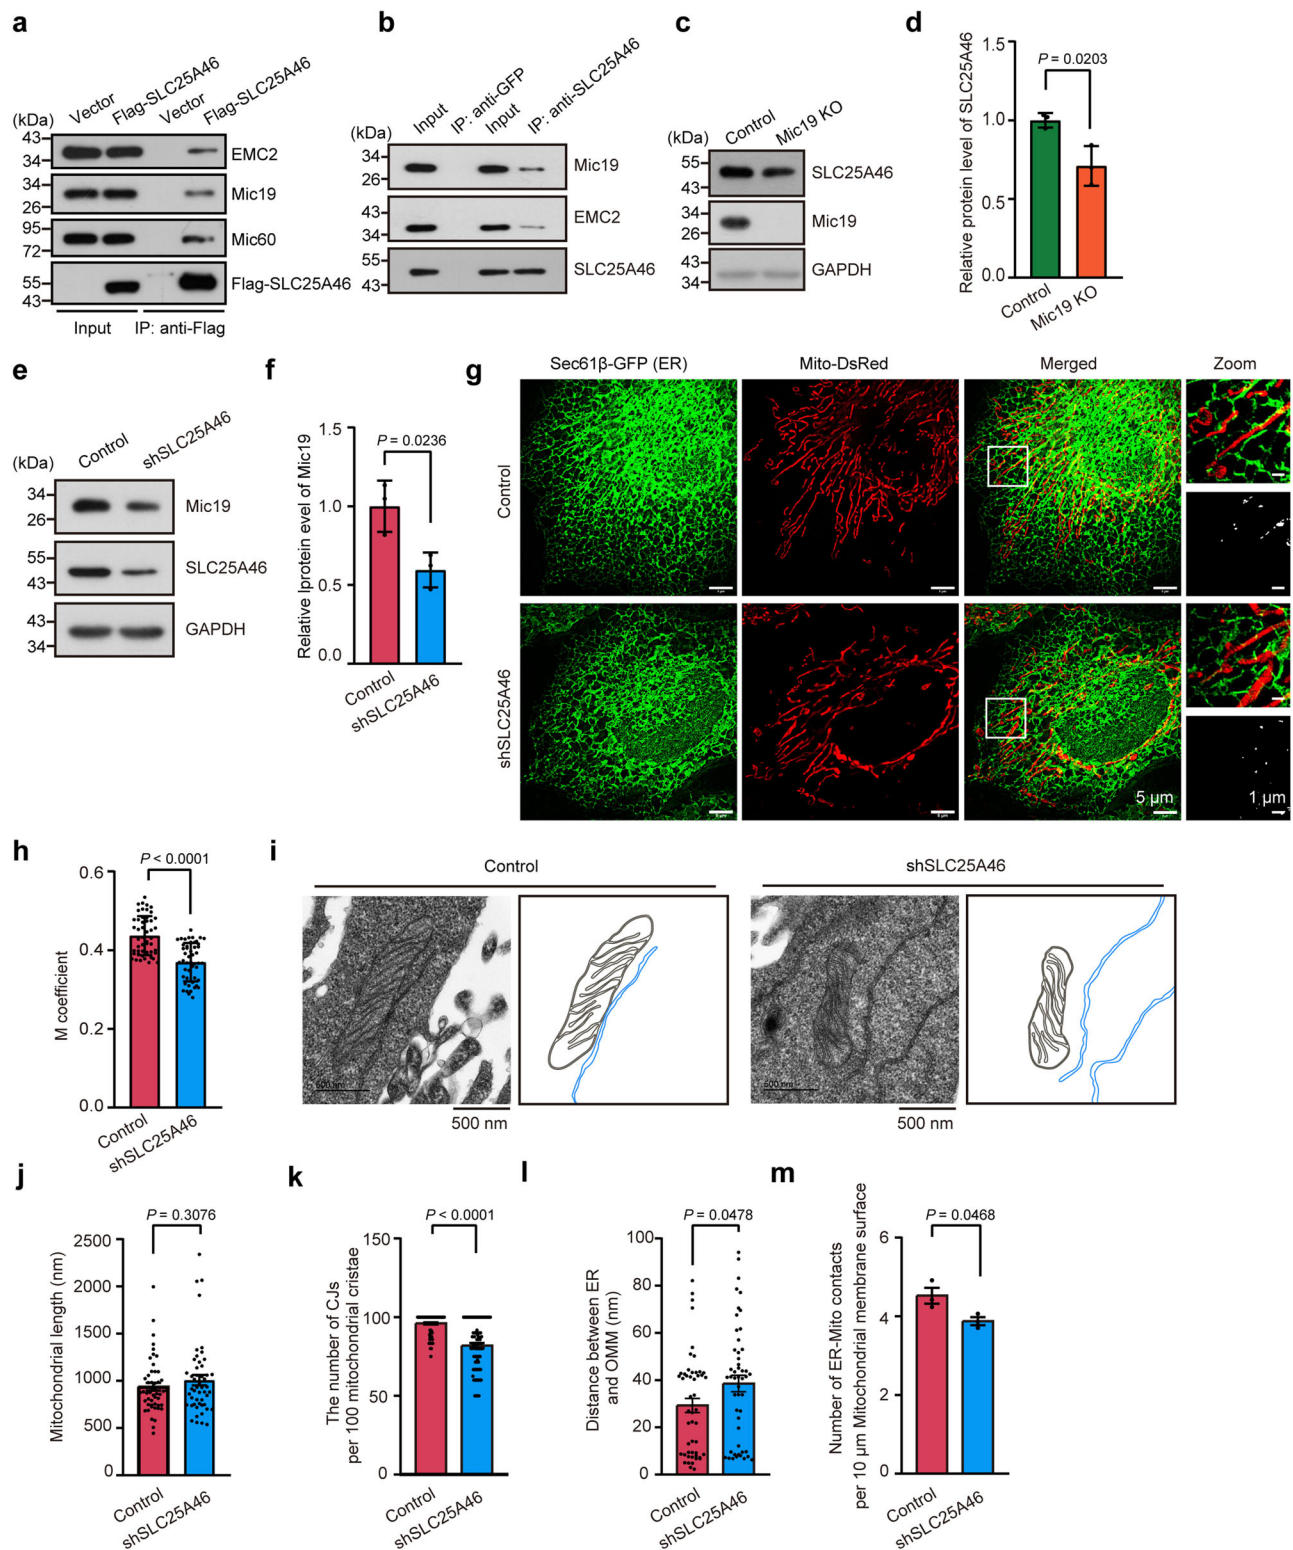 a
Vector
Flag-SLC25A46
Vector
Flag-SLC25A46
(kDa)
43
34
EMC2
34
26
Mic19
95
72
Mic60
55
43
Flag-SLC25A46
Input
IP: anti-Flag
b
Input
IP: anti-GFP
Input
IP: anti-SLC25A46
(kDa)
34
26
Mic19
43
34
EMC2
55
43
SLC25A46
c
Control
Mic19 KO
(kDa)
55
43
SLC25A46
34
26
Mic19
43
34
GAPDH
d
Relative protein level of SLC25A46
1.5
1.0
0.5
0.0
P = 0.0203
Control
Mic19 KO
e
Control
shSLC25A46
(kDa)
34
26
Mic19
55
43
SLC25A46
43
34
GAPDH
f
Relative lprotein evel of Mic19
1.5
1.0
0.5
0.0
P = 0.0236
Control
shSLC25A46
g
Sec61β-GFP (ER)
Mito-DsRed
Merged
Zoom
Control
shSLC25A46
5 μm
1 μm
h
M coefficient
0.6
0.4
0.2
0.0
P < 0.0001
Control
shSLC25A46
i
Control
shSLC25A46
500 nm
500 nm
500 nm
500 nm
j
Mitochondrial length (nm)
2500
2000
1500
1000
500
0
P = 0.3076
Control
shSLC25A46
k
The number of CJs
per 100 mitochondrial cristae
150
100
50
0
P < 0.0001
Control
shSLC25A46
l
Distance between ER
and OMM (nm)
100
80
60
40
20
0
P = 0.0478
Control
shSLC25A46
m
Number of ER-Mito contacts
per 10 μm Mitochondrial membrane surface
6
4
2
0
P = 0.0468
Control
shSLC25A46